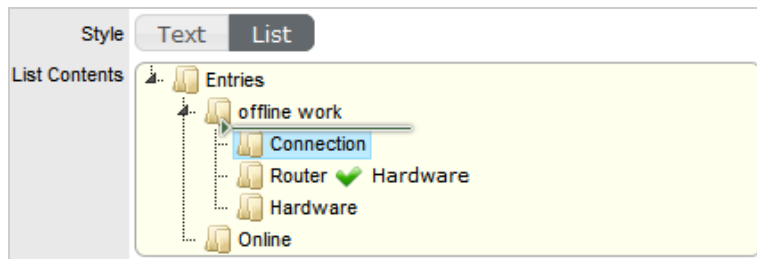 Style Text List
List Contents Entries
offline work
Connection
Router Hardware
Hardware
Online